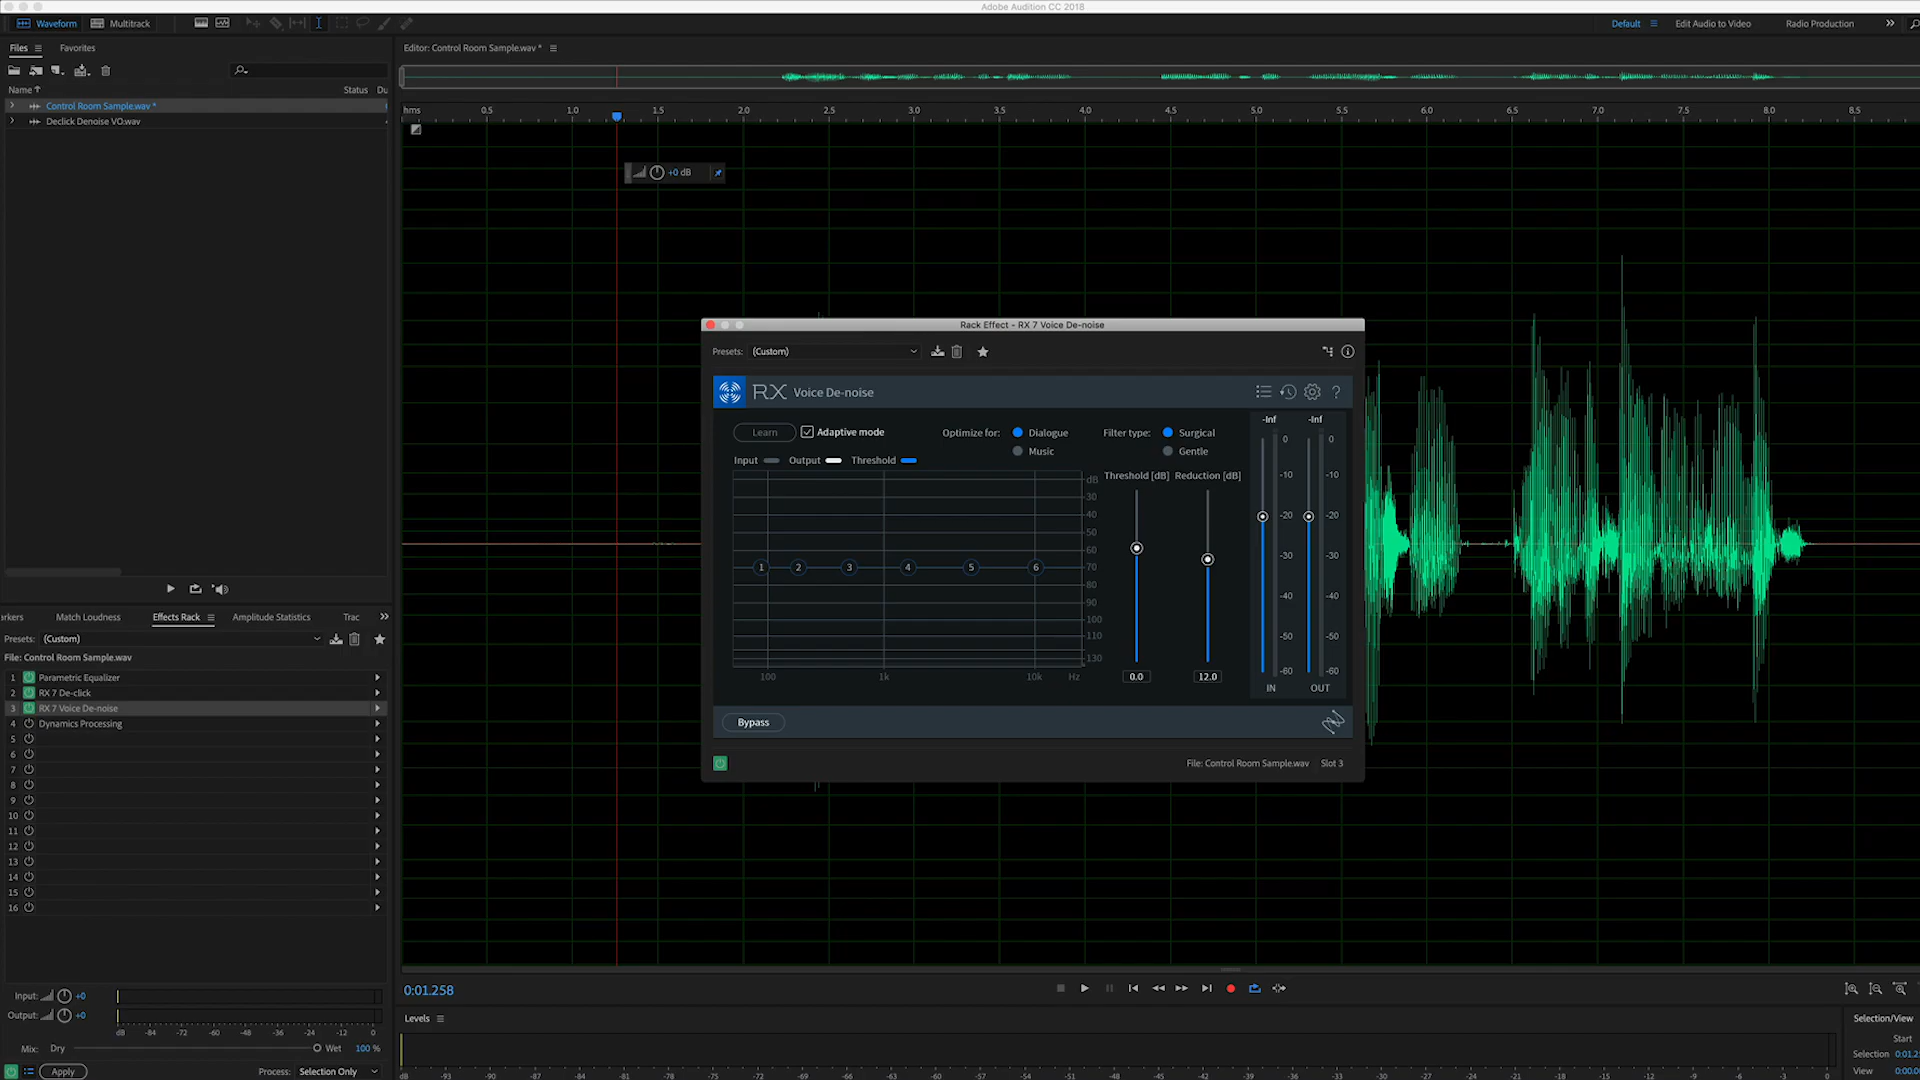 Adobe Audition CC 2018
Waveform Multitrack Default Edit Audio to Video Radio Production
Files Favorites Editor: Control Room Sample.wav *
Name Status Du
Control Room Sample.wav *
Declick Denoise VO.wav
hms 0.5 1.0 1.5 2.0 2.5 3.0 3.5 4.0 4.5 5.0 5.5 6.0 6.5 7.0 7.5 8.0 8.5
+0 dB
Rack Effect - RX 7 Voice De-noise
Presets: (Custom)
RX Voice De-noise ?
Learn Adaptive mode Optimize for: Dialogue Music Filter type: Surgical Gentle
Input Output Threshold
Threshold [dB] Reduction [dB]
-Inf -Inf
dB 30 40 50 60 70 80 90 100 110 130
1 2 3 4 5 6
100 1k 10k Hz
0.0 12.0
0 -10 -20 -30 -40 -50 -60
0 -10 -20 -30 -40 -50 -60
IN OUT
Bypass
File: Control Room Sample.wav Slot 3
arkers Match Loudness Effects Rack Amplitude Statistics Trac
Presets: (Custom)
File: Control Room Sample.wav
1 Parametric Equalizer
2 RX 7 De-click
3 RX 7 Voice De-noise
4 Dynamics Processing
5
6
7
8
9
10
11
12
13
14
15
16
Input: +0
Output: +0
dB -84 -72 -60 -48 -36 -24 -12 0
Mix: Dry Wet 100 %
Apply Process: Selection Only
0:01.258
Levels
dB -93 -90 -87 -84 -81 -78 -75 -72 -69 -66 -63 -60 -57 -54 -51 -48 -45 -42 -39 -36 -33 -30 -27 -24 -21 -18 -15 -12 -9 -6 -3 0
Selection/View
Start
Selection 0:01.2
View 0:00.0